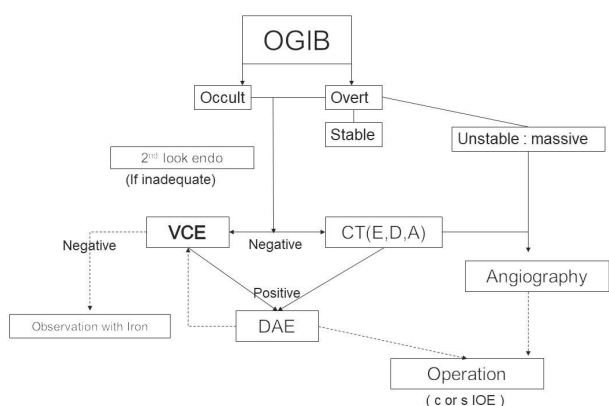 OGIB
Occult
Overt
Stable
Unstable : massive
2nd look endo
(If inadequate)
VCE
Negative
CT(E,D,A)
Negative
Angiography
Positive
Observation with Iron
DAE
Operation
( c or s IOE )